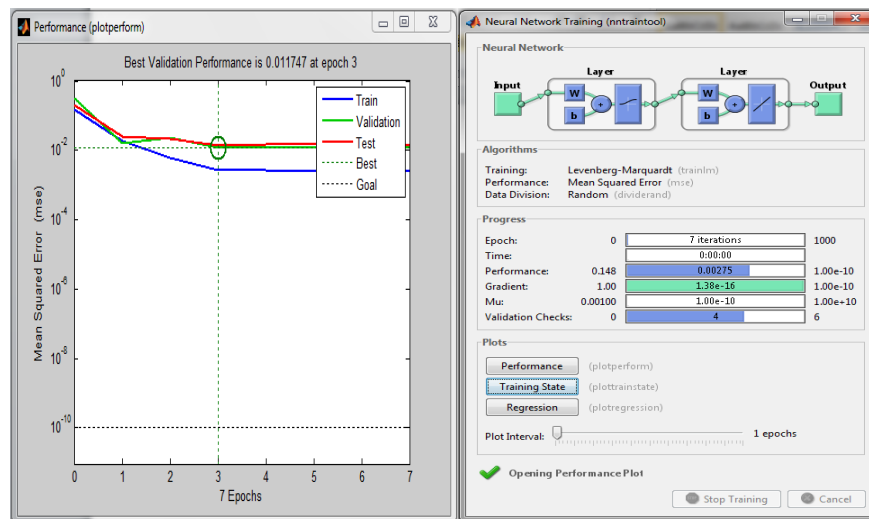 Performance (plotperform)
Best Validation Performance is 0.011747 at epoch 3
Mean Squared Error (mse)
10^0
10^-2
10^-4
10^-6
10^-8
10^-10
Train
Validation
Test
Best
Goal
0 1 2 3 4 5 6 7
7 Epochs
Neural Network Training (nntraintool)
Neural Network
Layer Layer
Input W b + W b + Output
Algorithms
Training: Levenberg-Marquardt (trainlm)
Performance: Mean Squared Error (mse)
Data Division: Random (dividerand)
Progress
Epoch: 0 7 iterations 1000
Time: 0:00:00
Performance: 0.148 0.00275 1.00e-10
Gradient: 1.00 1.38e-16 1.00e-10
Mu: 0.00100 1.00e-10 1.00e+10
Validation Checks: 0 4 6
Plots
Performance (plotperform)
Training State (plottrainstate)
Regression (plotregression)
Plot Interval: 1 epochs
Opening Performance Plot
Stop Training Cancel